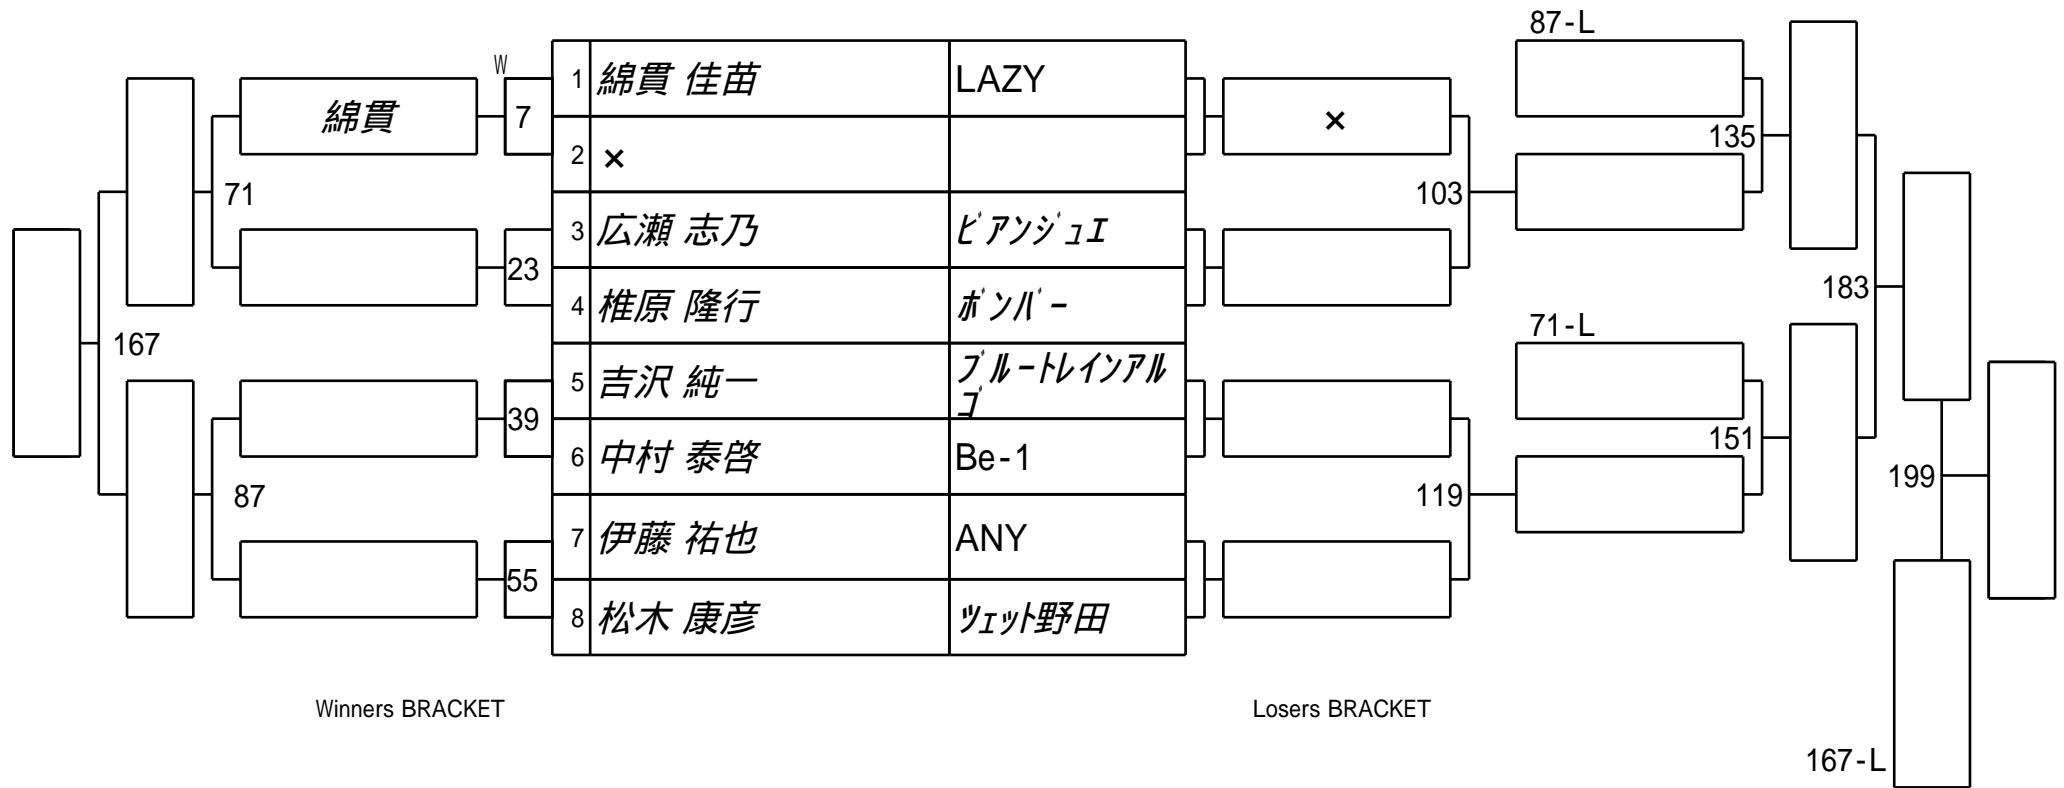 87-L
W
1 綿貫 佳苗 LAZY
綿貫
7
×
135
2 ×
71
103
3 広瀬 志乃 ﾋﾞｱﾝｼﾞｭｴ
23
183
4 椎原 隆行 ﾎﾞﾝﾊﾞｰ
71-L
167
5 吉沢 純一 ﾌﾞﾙｰﾄﾚｲﾝｱﾙ
ｺﾞ
39
151
6 中村 泰啓 Be-1
199
87
119
7 伊藤 祐也 ANY
55
8 松木 康彦 ﾂｪｯﾄ野田
Winners BRACKET
Losers BRACKET
167-L